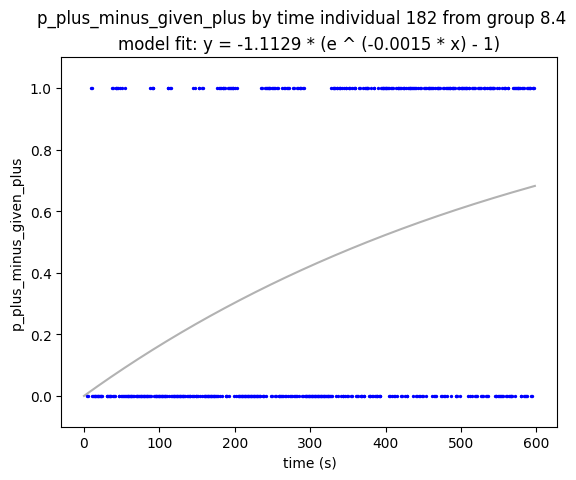 p_plus_minus_given_plus by time individual 182 from group 8.4
model fit: y = -1.1129 * (e ^ (-0.0015 * x) - 1)
1.0
0.8
0.6
0.4
0.2
0.0
p_plus_minus_given_plus
0 100 200 300 400 500 600
time (s)